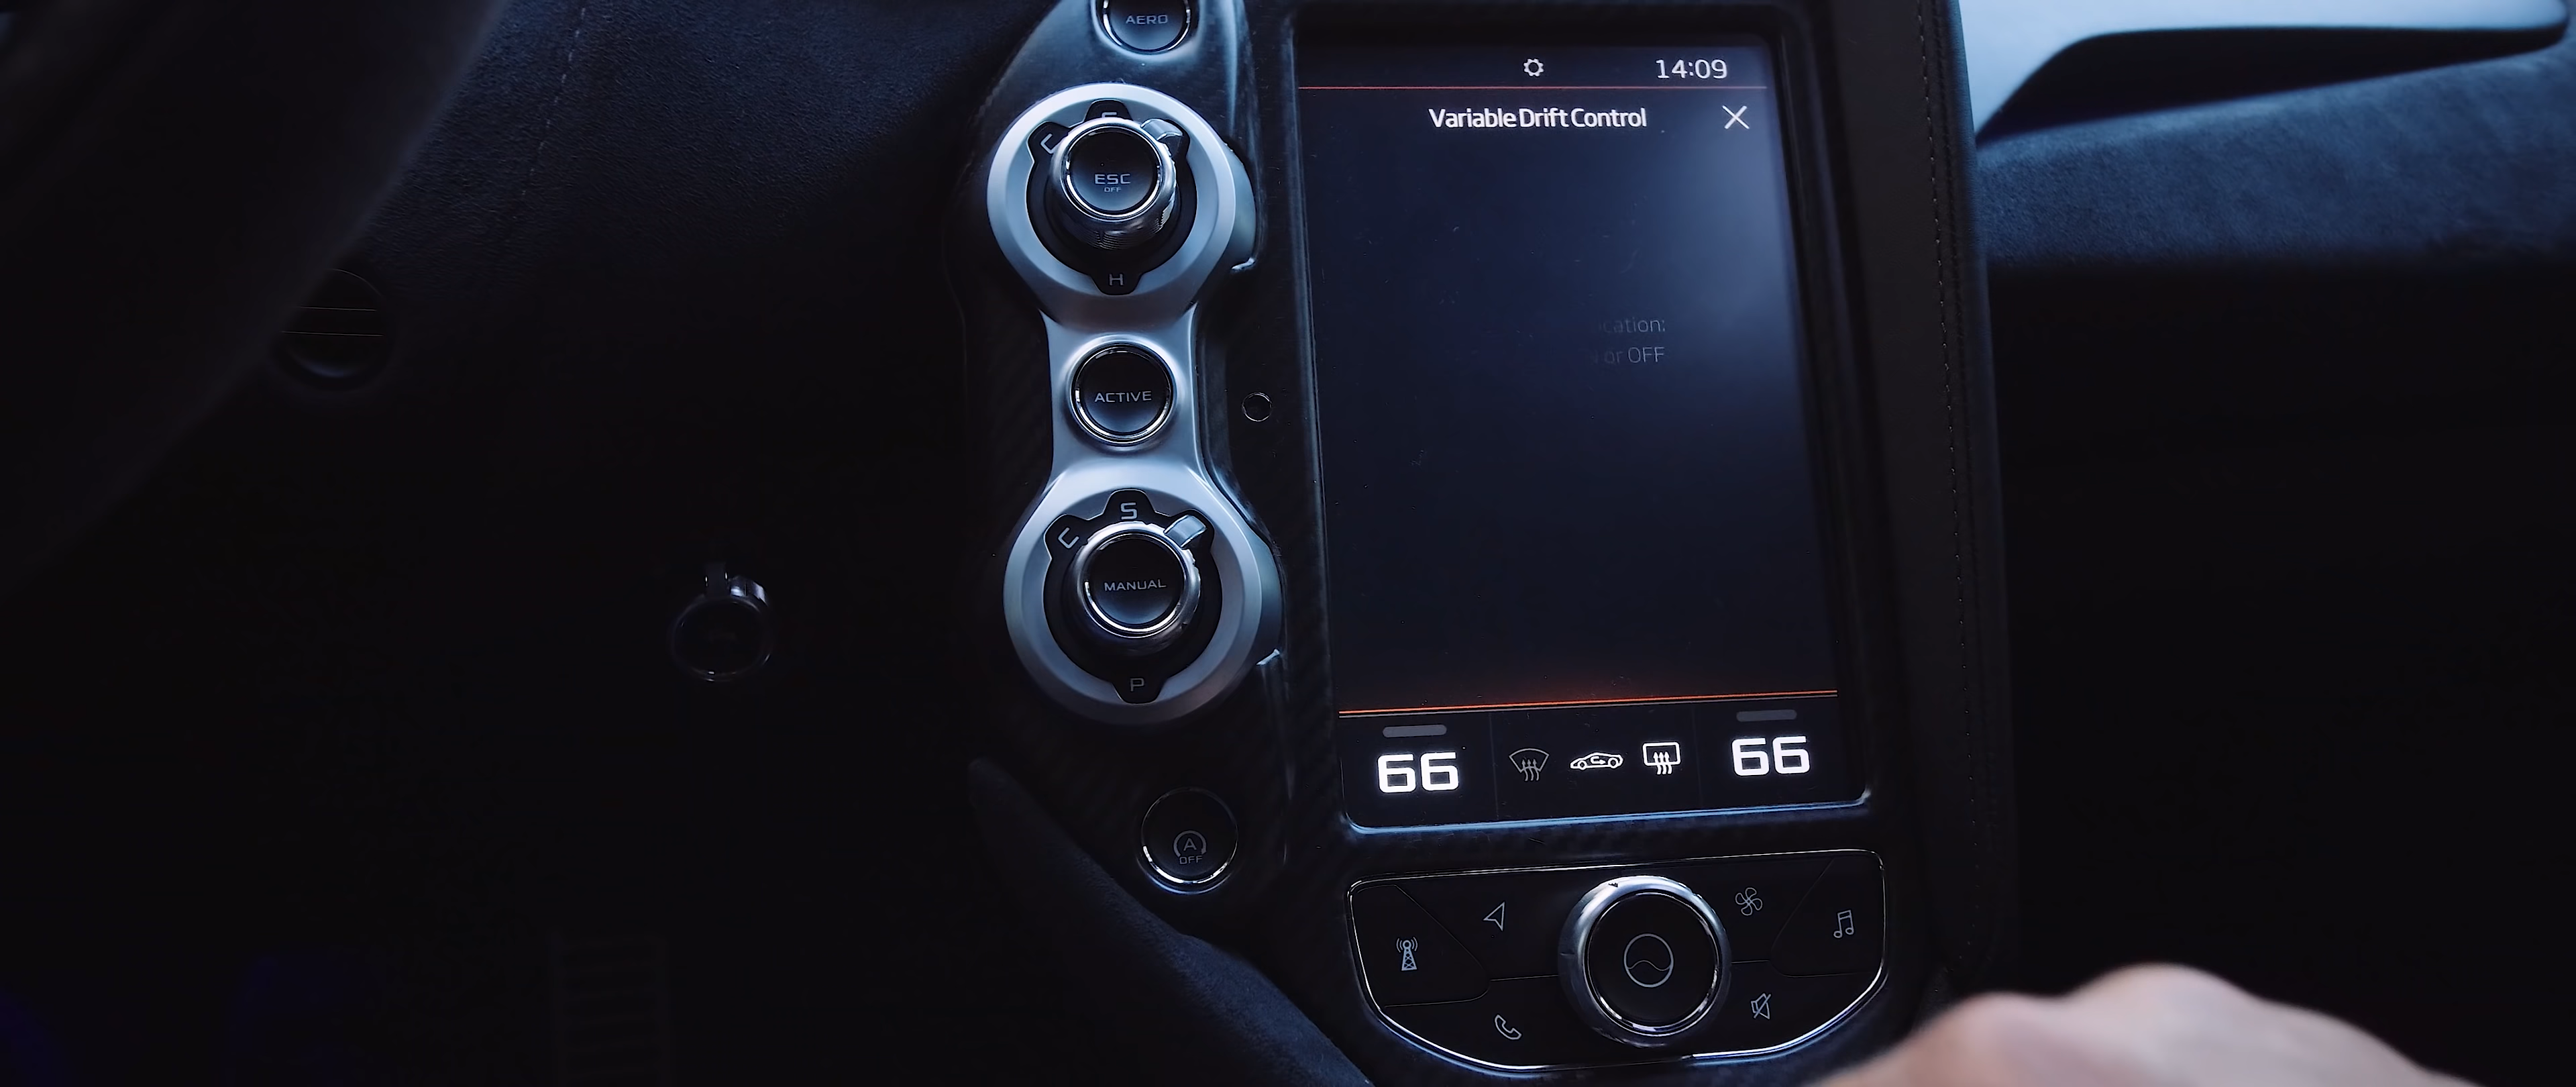 AERO
14:09
Variable Drift Control
C
ESC
OFF
H
or OFF
ACTIVE
C S
MANUAL
P
66 66
A
OFF